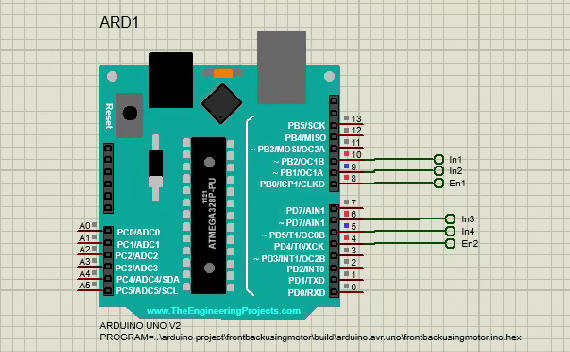 ARD1
Reset
1121
ATMEGA328P-PU
PB5/SCK 13
PB4/MISO 12
~ PB3/MOSI/OC2A 11
~ PB2/OC1B 10 In1
~ PB1/OC1A 9 In2
PB0/ICP1/CLKO 8 En1
PD7/AIN1 7
~ PD7/AIN1 6 In3
~ PD5/T1/OC0B 5 In4
PD4/T0/XCK 4 En2
~ PD3/INT1/OC2B 3
PD2/INT0 2
PD1/TXD 1
PD0/RXD 0
A0 PC0/ADC0
A1 PC1/ADC1
A2 PC2/ADC2
A3 PC3/ADC3
A4 PC4/ADC4/SDA
A5 PC5/ADC5/SCL
www.TheEngineeringProjects.com
ARDUINO UNO V2
PROGRAM=..\arduino project\frontbackusingmotor\build\arduino.avr.uno\frontbackusingmotor.ino.hex